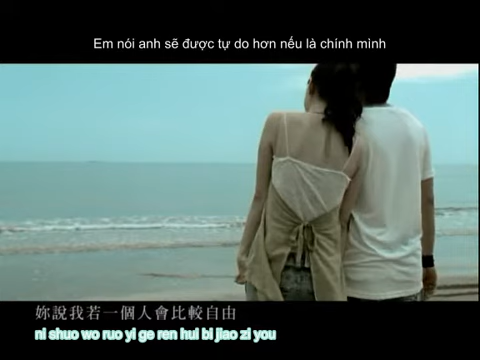 Em nói anh sẽ được tự do hơn nếu là chính mình
妳說我若一個人會比較自由
ni shuo wo ruo yi ge ren hui bi jiao zi you